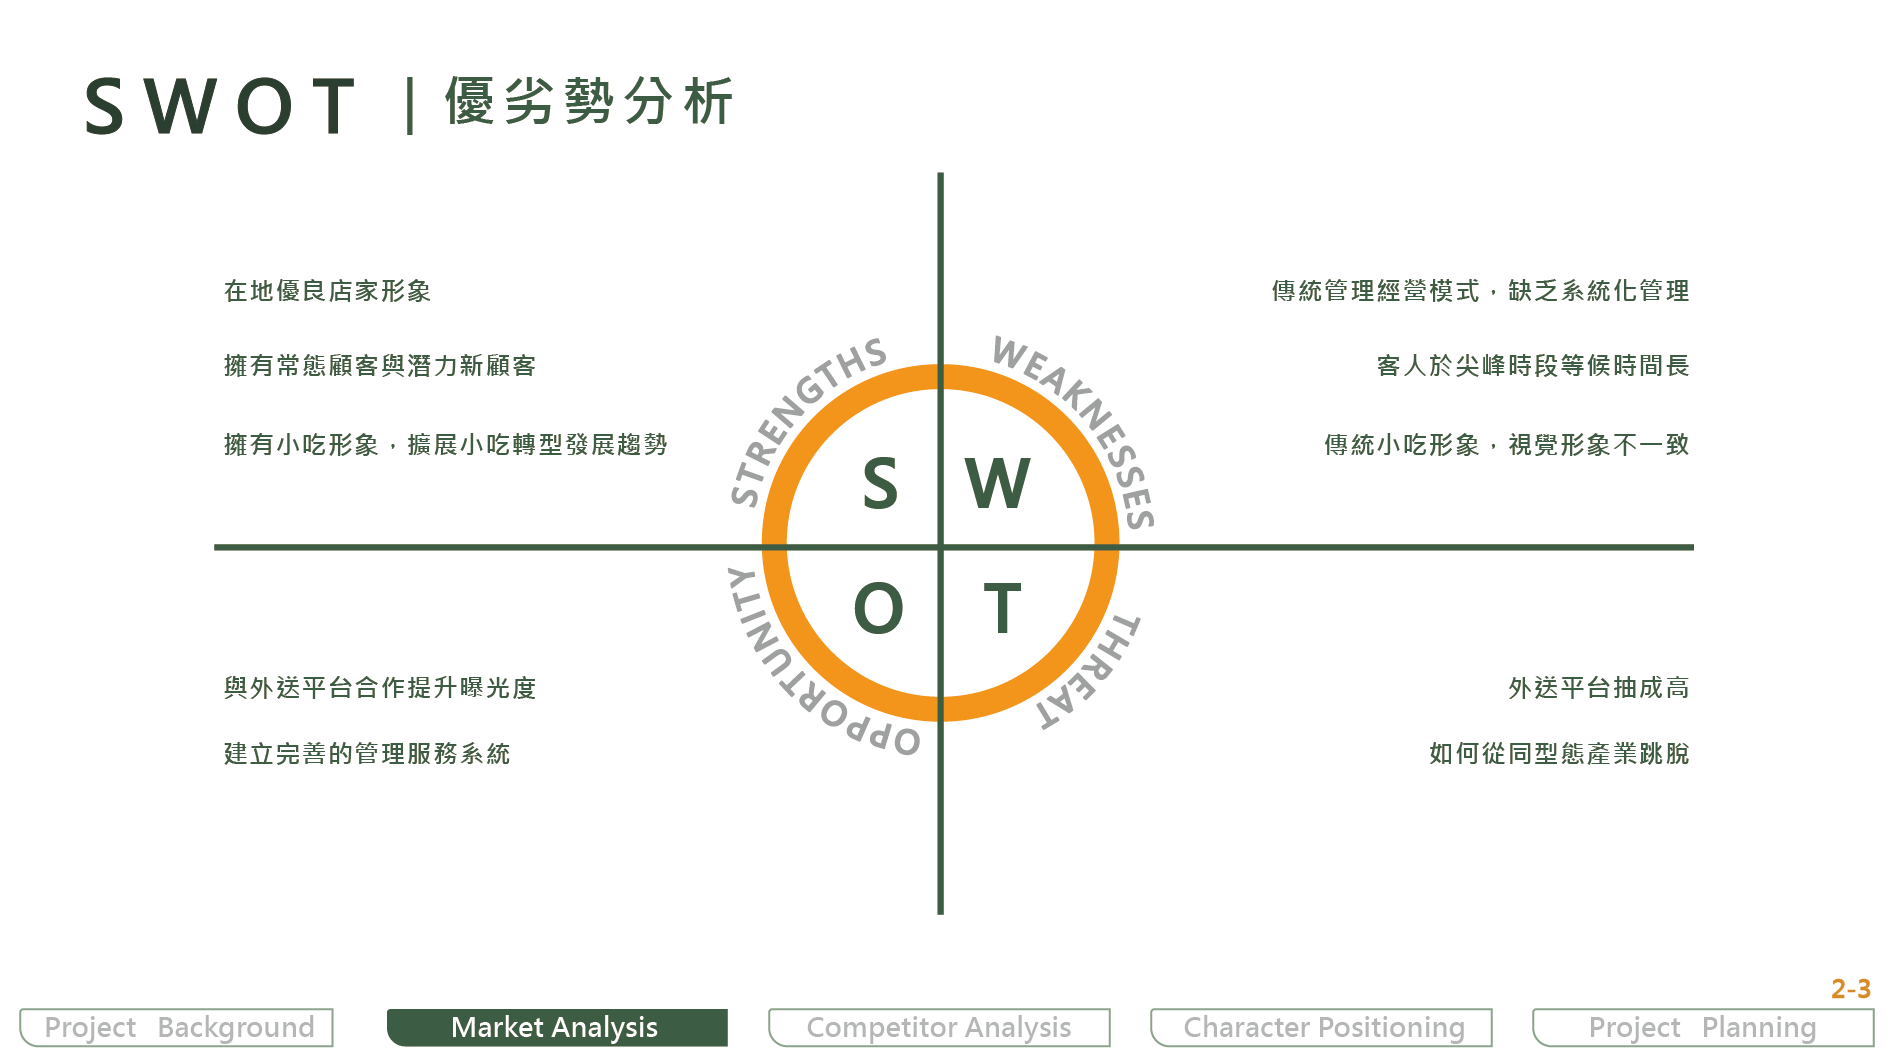 SWOT | 優劣勢分析
在地優良店家形象
擁有常態顧客與潛力新顧客
擁有小吃形象，擴展小吃轉型發展趨勢
傳統管理經營模式，缺乏系統化管理
客人於尖峰時段等候時間長
傳統小吃形象，視覺形象不一致
STRENGTHS
WEAKNESSES
S W
O T
OPPORTUNITY
THREAT
與外送平台合作提升曝光度
建立完善的管理服務系統
外送平台抽成高
如何從同型態產業跳脫
2-3
Project Background
Market Analysis
Competitor Analysis
Character Positioning
Project Planning